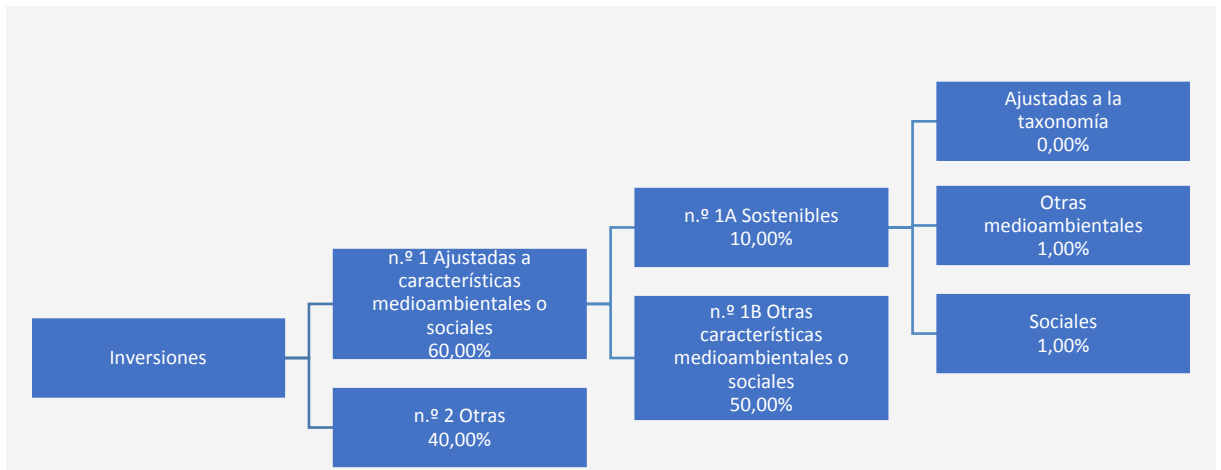 Inversiones
n.º 1 Ajustadas a
características
medioambientales o
sociales
60,00%
n.º 2 Otras
40,00%
n.º 1A Sostenibles
10,00%
n.º 1B Otras
características
medioambientales o
sociales
50,00%
Ajustadas a la
taxonomía
0,00%
Otras
medioambientales
1,00%
Sociales
1,00%